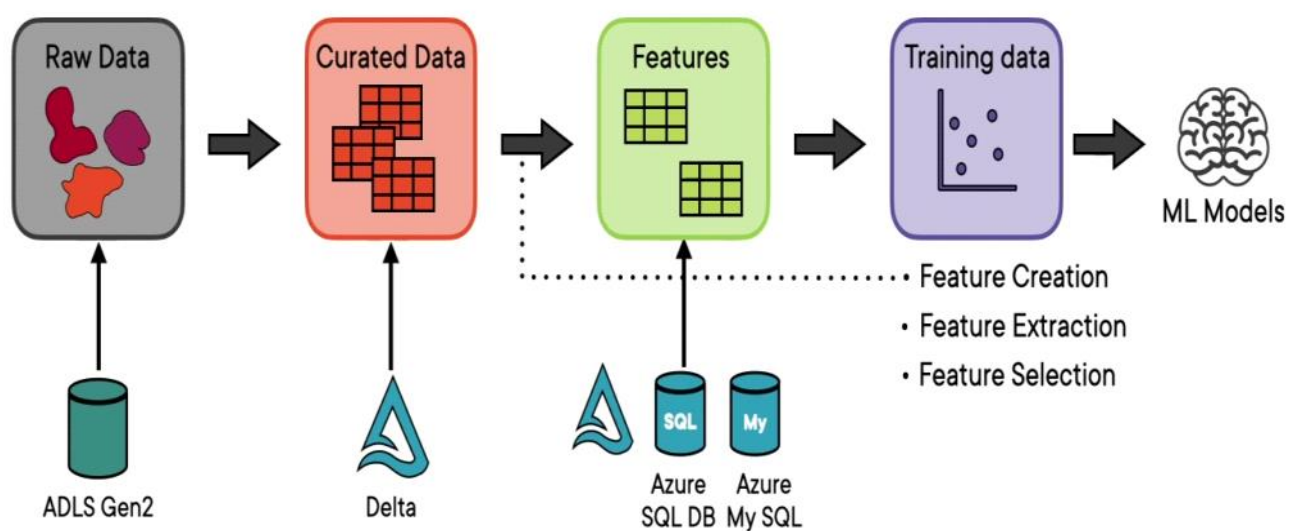 Raw Data
Curated Data
Features
Training data
ML Models
• Feature Creation
• Feature Extraction
• Feature Selection
SQL
My
ADLS Gen2
Delta
Azure
SQL DB
Azure
My SQL